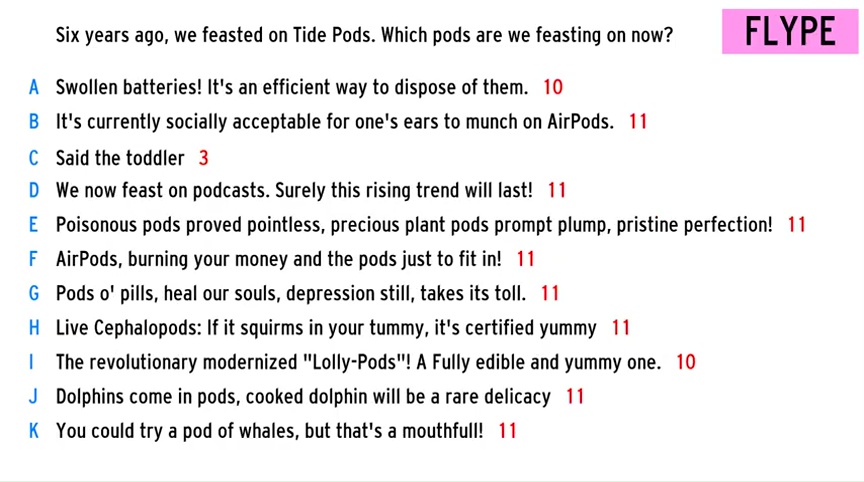 Six years ago, we feasted on Tide Pods. Which pods are we feasting on now?
FLYPE
A Swollen batteries! It's an efficient way to dispose of them. 10
B It's currently socially acceptable for one's ears to munch on AirPods. 11
C Said the toddler 3
D We now feast on podcasts. Surely this rising trend will last! 11
E Poisonous pods proved pointless, precious plant pods prompt plump, pristine perfection! 11
F AirPods, burning your money and the pods just to fit in! 11
G Pods o' pills, heal our souls, depression still, takes its toll. 11
H Live Cephalopods: If it squirms in your tummy, it's certified yummy 11
I The revolutionary modernized "Lolly-Pods"! A Fully edible and yummy one. 10
J Dolphins come in pods, cooked dolphin will be a rare delicacy 11
K You could try a pod of whales, but that's a mouthfull! 11